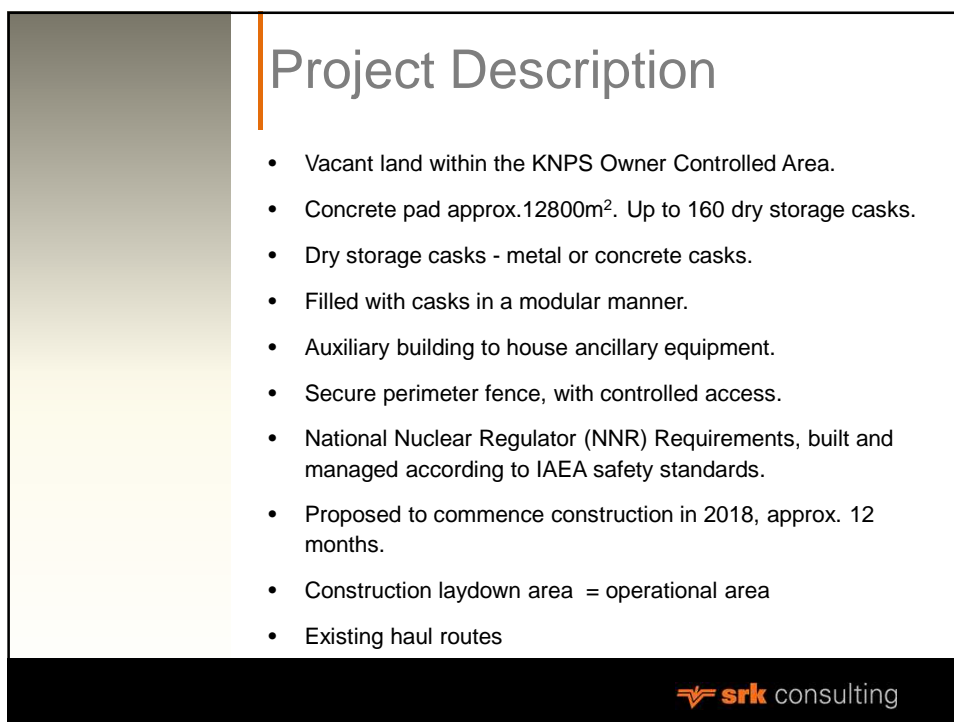 Project Description
• Vacant land within the KNPS Owner Controlled Area.
• Concrete pad approx.12800m². Up to 160 dry storage casks.
• Dry storage casks - metal or concrete casks.
• Filled with casks in a modular manner.
• Auxiliary building to house ancillary equipment.
• Secure perimeter fence, with controlled access.
• National Nuclear Regulator (NNR) Requirements, built and
managed according to IAEA safety standards.
• Proposed to commence construction in 2018, approx. 12
months.
• Construction laydown area = operational area
• Existing haul routes
srk consulting